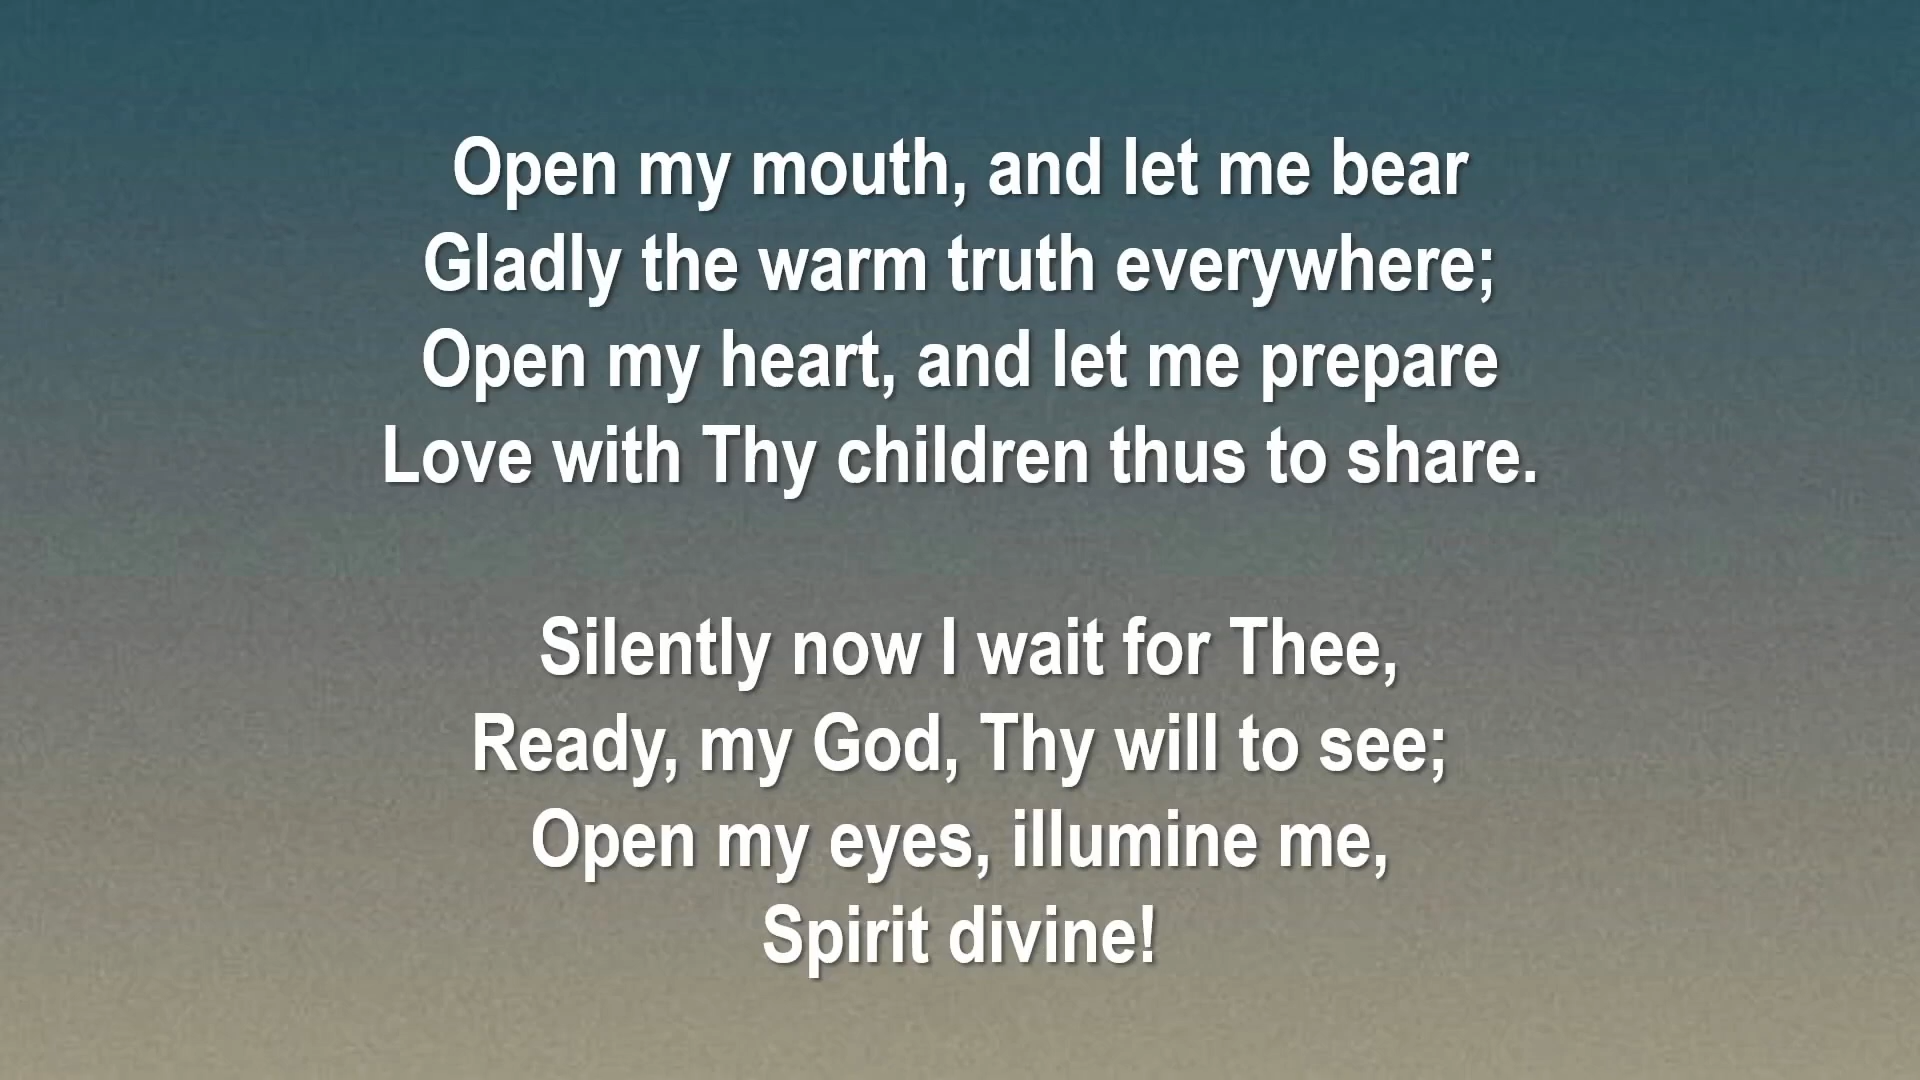 Open my mouth, and let me bear
Gladly the warm truth everywhere;
Open my heart, and let me prepare
Love with Thy children thus to share.
Silently now I wait for Thee,
Ready, my God, Thy will to see;
Open my eyes, illumine me,
Spirit divine!